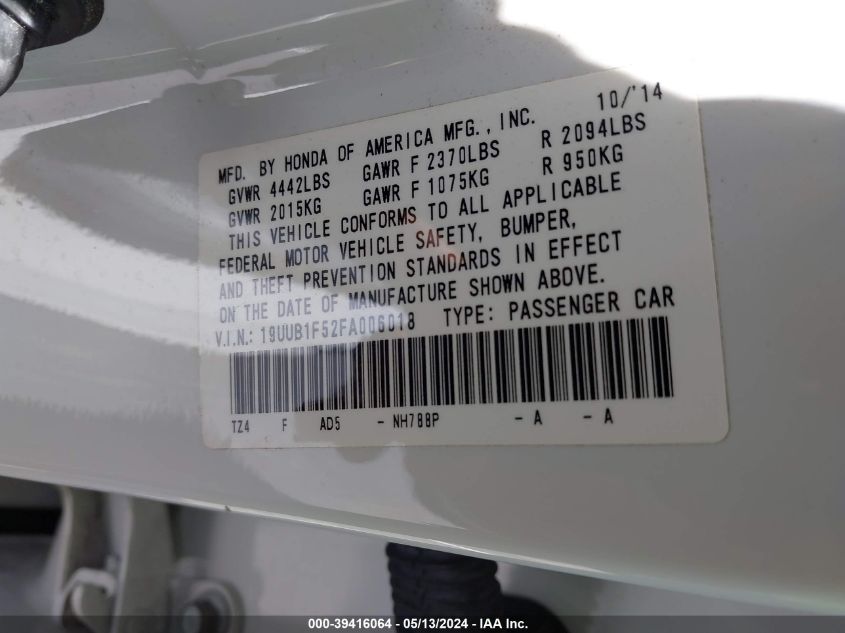 10/'14
MFD. BY HONDA OF AMERICA MFG., INC.
GVWR 4442LBS GAWR F 2370LBS R 2094LBS
GVWR 2015KG GAWR F 1075KG R 950KG
THIS VEHICLE CONFORMS TO ALL APPLICABLE
FEDERAL MOTOR VEHICLE SAFETY, BUMPER,
AND THEFT PREVENTION STANDARDS IN EFFECT
ON THE DATE OF MANUFACTURE SHOWN ABOVE.
V.I.N.: 19UUB1F52FA006018 TYPE: PASSENGER CAR
TZ4 F AD5 - NH788P - A - A
000-39416064 / 05/13/2024 - IAA Inc.